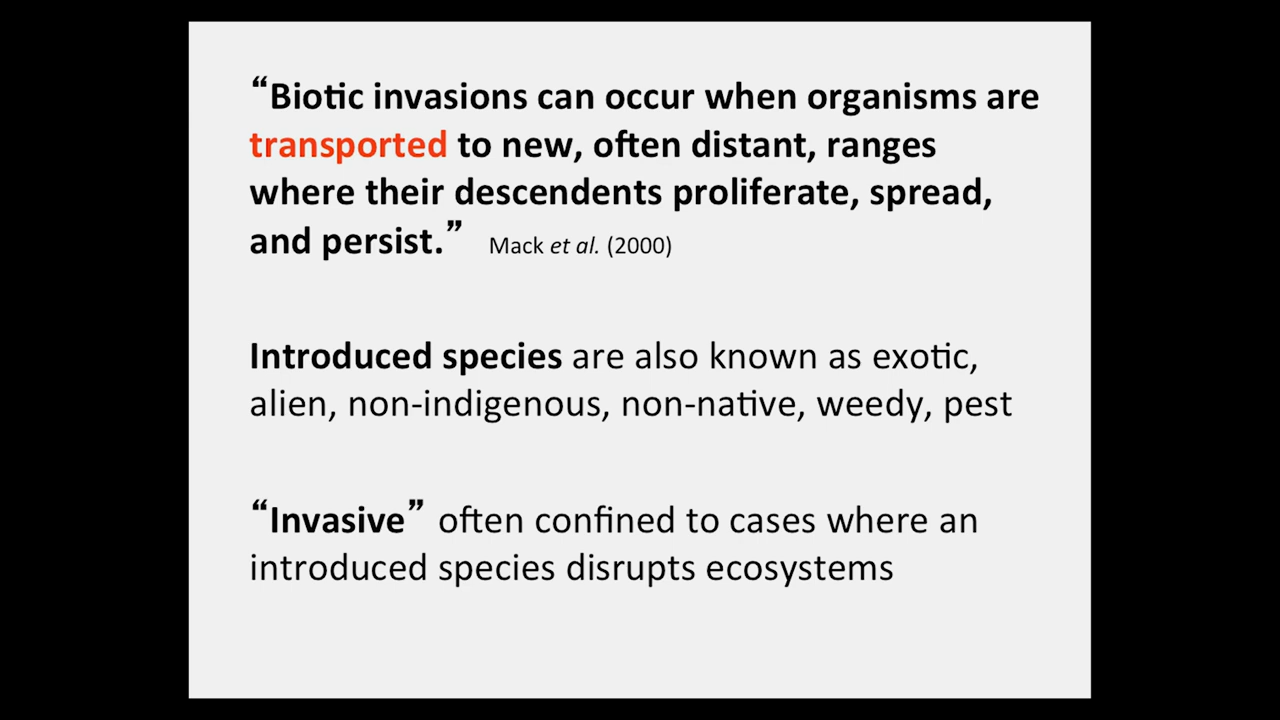 “Biotic invasions can occur when organisms are
transported to new, often distant, ranges
where their descendents proliferate, spread,
and persist.” Mack et al. (2000)
Introduced species are also known as exotic,
alien, non-indigenous, non-native, weedy, pest
“Invasive” often confined to cases where an
introduced species disrupts ecosystems